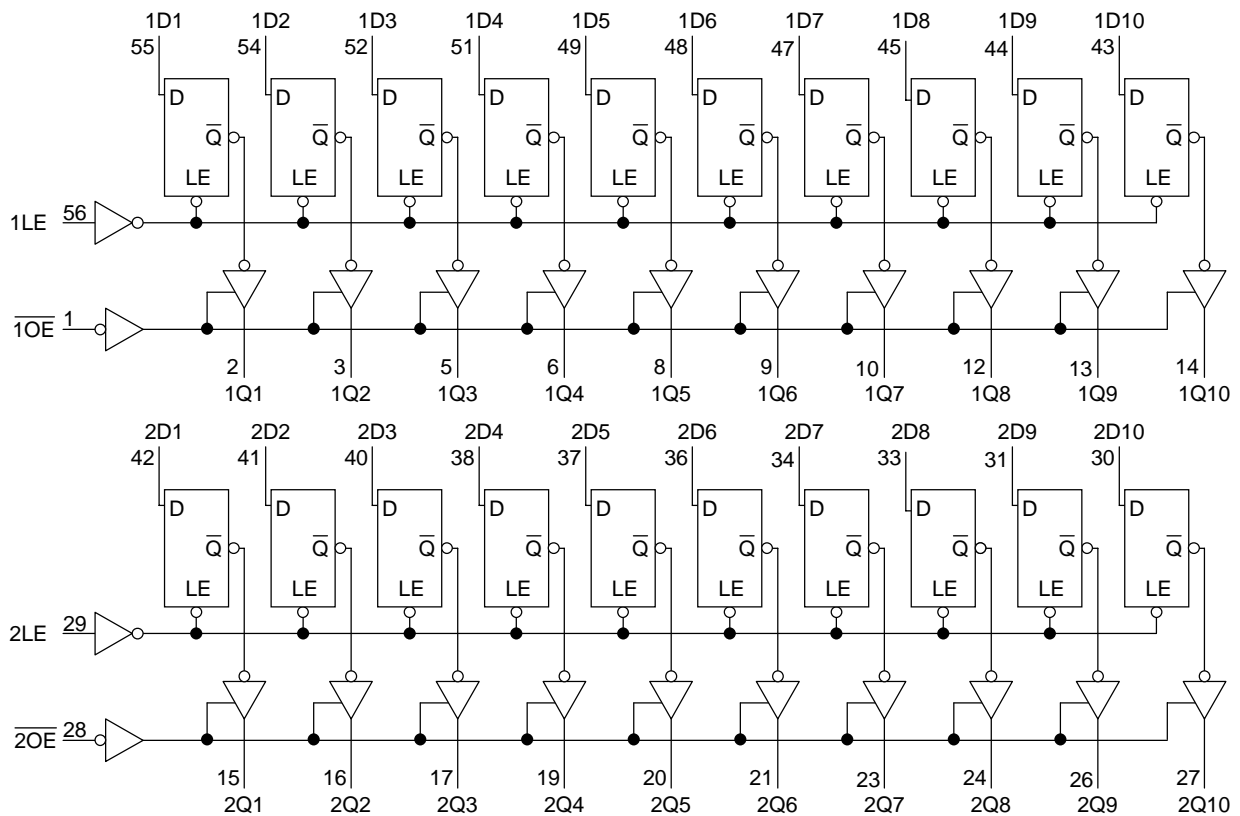 1D1 1D2 1D3 1D4 1D5 1D6 1D7 1D8 1D9 1D10
55 54 52 51 49 48 47 45 44 43
D D D D D D D D D D
Q̅ Q̅ Q̅ Q̅ Q̅ Q̅ Q̅ Q̅ Q̅ Q̅
LE LE LE LE LE LE LE LE LE LE
1LE 56
1̅O̅E̅ 1
2 3 5 6 8 9 10 12 13 14
1Q1 1Q2 1Q3 1Q4 1Q5 1Q6 1Q7 1Q8 1Q9 1Q10
2D1 2D2 2D3 2D4 2D5 2D6 2D7 2D8 2D9 2D10
42 41 40 38 37 36 34 33 31 30
D D D D D D D D D D
Q̅ Q̅ Q̅ Q̅ Q̅ Q̅ Q̅ Q̅ Q̅ Q̅
LE LE LE LE LE LE LE LE LE LE
2LE 29
2̅O̅E̅ 28
15 16 17 19 20 21 23 24 26 27
2Q1 2Q2 2Q3 2Q4 2Q5 2Q6 2Q7 2Q8 2Q9 2Q10